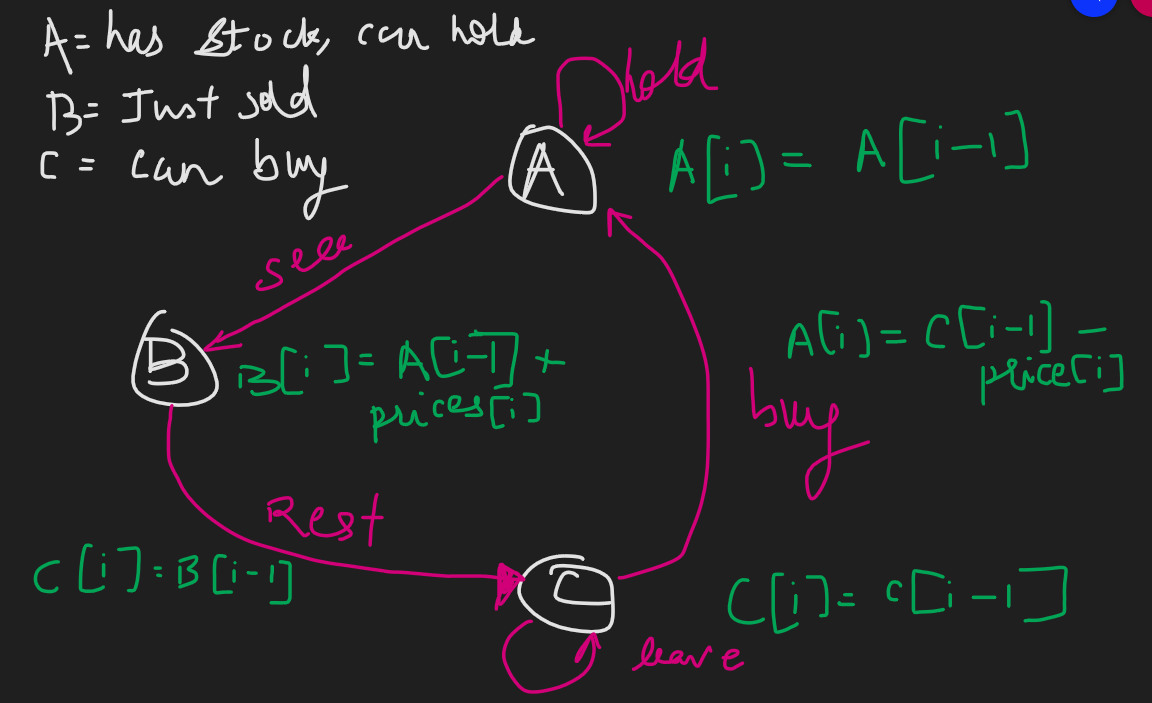 A= has stock, can hold
B= Just sold
C = can buy
hold
A
A[i] = A[i-1]
sell
B
B[i] = A[i-1] +
prices[i]
A[i] = C[i-1] -
price[i]
buy
Rest
C[i]=B[i-1]
C
C[i]= c[i-1]
leave